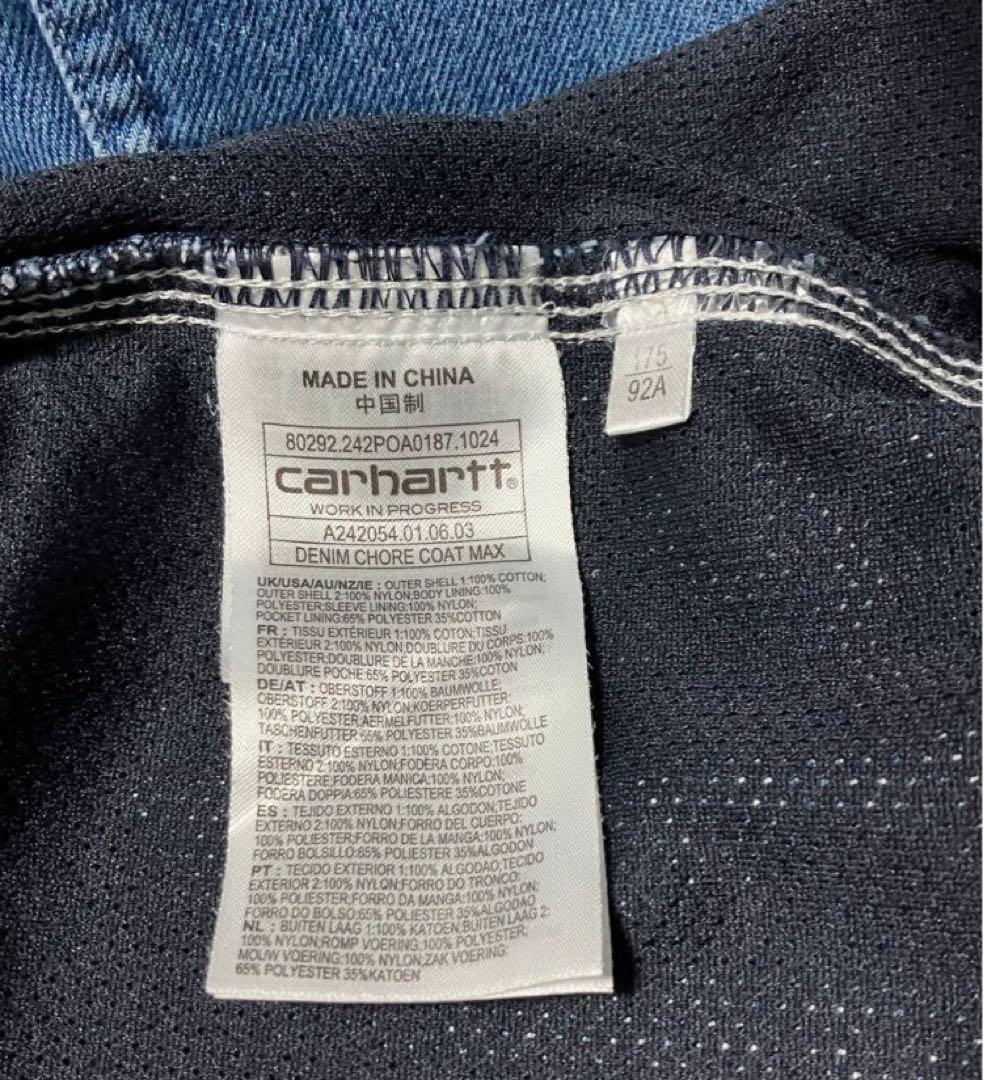 MADE IN CHINA
中国制
80292.242POA0187.1024
carhartt®
WORK IN PROGRESS
A242054.01.06.03
DENIM CHORE COAT MAX
UK/USA/AU/NZ/IE : OUTER SHELL 1:100% COTTON;
OUTER SHELL 2:100% NYLON;BODY LINING:100%
POLYESTER;SLEEVE LINING:100% NYLON;
POCKET LINING:65% POLYESTER 35%COTTON
FR : TISSU EXTÉRIEUR 1:100% COTON;TISSU
EXTÉRIEUR 2:100% NYLON;DOUBLURE DU CORPS:100%
POLYESTER;DOUBLURE DE LA MANCHE:100% NYLON;
DOUBLURE POCHE:65% POLYESTER 35%COTON
DE/AT : OBERSTOFF 1:100% BAUMWOLLE;
OBERSTOFF 2:100% NYLON;KOERPERFUTTER:
100% POLYESTER;AERMELFUTTER:100% NYLON;
TASCHENFUTTER:65% POLYESTER 35%BAUMWOLLE
IT : TESSUTO ESTERNO 1:100% COTONE;TESSUTO
ESTERNO 2:100% NYLON;FODERA CORPO:100%
POLIESTERE;FODERA MANICA:100% NYLON;
FODERA DOPPIA:65% POLIESTERE 35%COTONE
ES : TEJIDO EXTERNO 1:100% ALGODON;TEJIDO
EXTERNO 2:100% NYLON;FORRO DEL CUERPO:
100% POLIESTER;FORRO DE LA MANGA:100% NYLON;
FORRO BOLSILLO:65% POLIESTER 35%ALGODON
PT : TECIDO EXTERIOR 1:100% ALGODAO;TECIDO
EXTERIOR 2:100% NYLON;FORRO DO TRONCO:
100% POLIESTER;FORRO DA MANGA:100% NYLON;
FORRO DO BOLSO:65% POLIESTER 35%ALGODAO
NL : BUITEN LAAG 1:100% KATOEN;BUITEN LAAG 2:
100% NYLON;ROMP VOERING:100% POLYESTER;
MOUW VOERING:100% NYLON;ZAK VOERING:
65% POLYESTER 35%KATOEN
175
92A